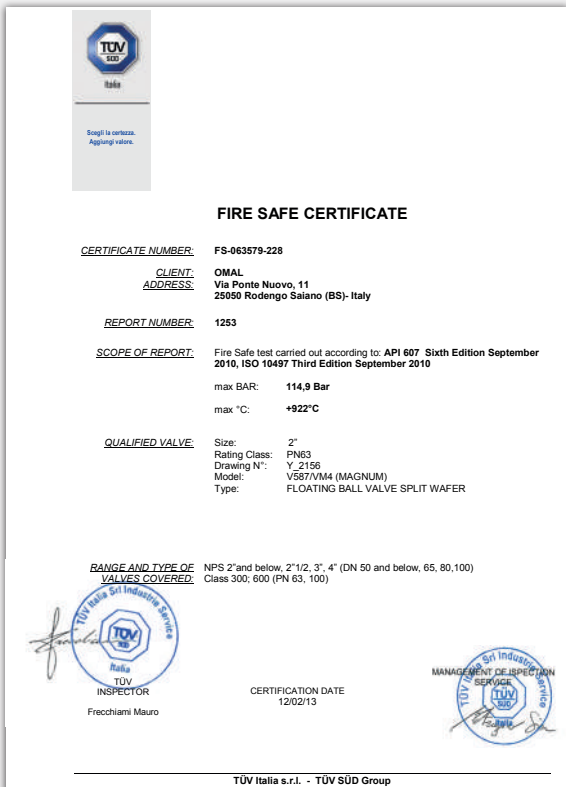 TÜV
SÜD
Italia
Scegli la certezza.
Aggiungi valore.
FIRE SAFE CERTIFICATE
CERTIFICATE NUMBER: FS-063579-228
CLIENT: OMAL
ADDRESS: Via Ponte Nuovo, 11
25050 Rodengo Saiano (BS)- Italy
REPORT NUMBER: 1253
SCOPE OF REPORT: Fire Safe test carried out according to: API 607 Sixth Edition September
2010, ISO 10497 Third Edition September 2010
max BAR: 114,9 Bar
max °C: +922°C
QUALIFIED VALVE: Size: 2"
Rating Class: PN63
Drawing N°: Y_2156
Model: V587/VM4 (MAGNUM)
Type: FLOATING BALL VALVE SPLIT WAFER
RANGE AND TYPE OF NPS 2"and below, 2"1/2, 3", 4" (DN 50 and below, 65, 80,100)
VALVES COVERED: Class 300; 600 (PN 63, 100)
TÜV Italia Srl Industrie Service
TÜV
SÜD
Italia
TÜV
INSPECTOR
Frecchiami Mauro
CERTIFICATION DATE
12/02/13
MANAGEMENT OF ISPECTION
SERVICE
TÜV Italia Srl Industrie Service
TÜV
SÜD
Italia
TÜV Italia s.r.l. - TÜV SÜD Group